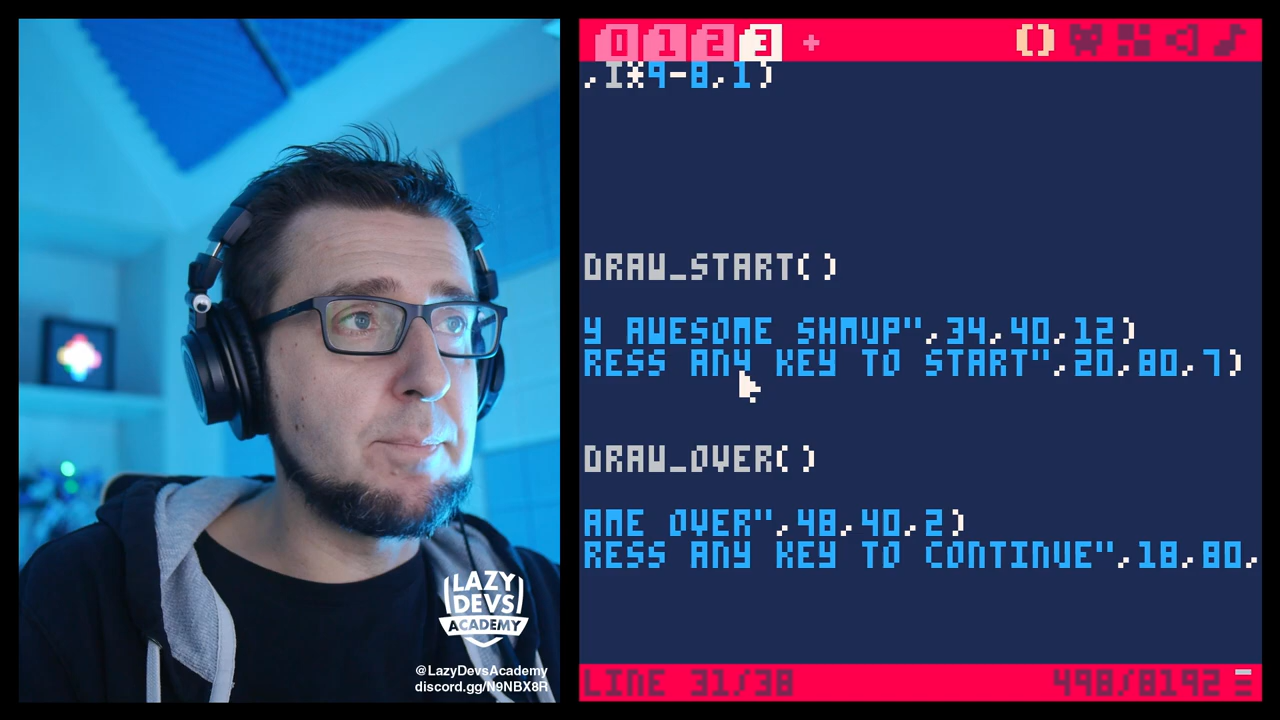 LAZY
DEVS
ACADEMY
@LazyDevsAcademy
discord.gg/N9NBX8R
0 1 2 3 +
,I*9-8,1)
DRAW_START()
Y AWESOME SHMUP",34,40,12)
RESS ANY KEY TO START",20,80,7)
DRAW_OVER()
AME OVER",48,40,2)
RESS ANY KEY TO CONTINUE",18,80,
LINE 31/38
498/8192